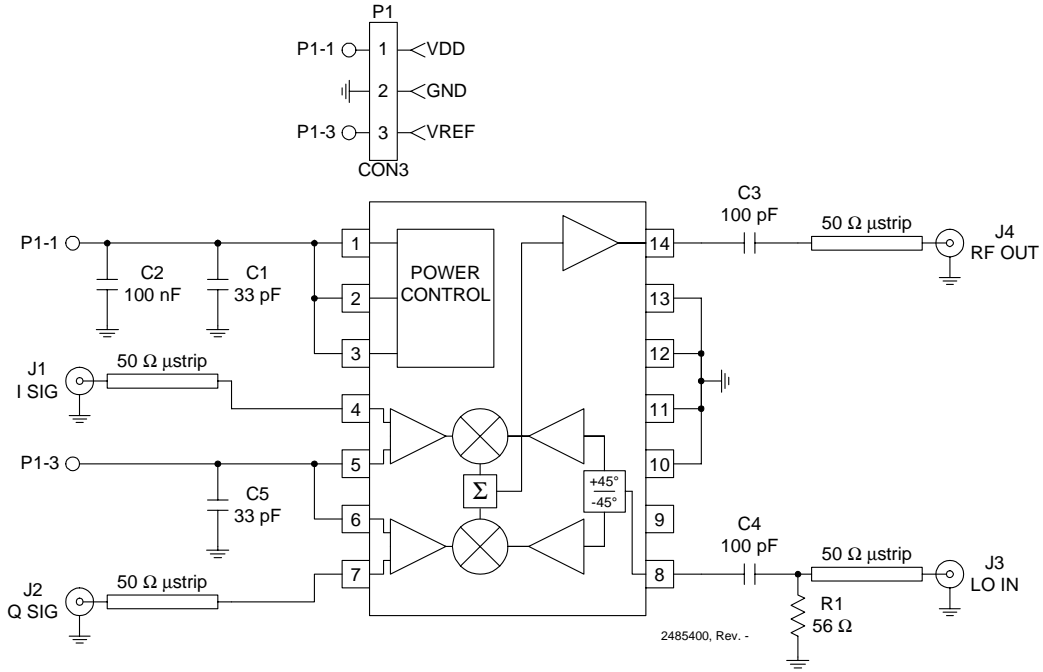 P1
P1-1
1
VDD
2
GND
P1-3
3
VREF
CON3
P1-1
C2
100 nF
C1
33 pF
1
2
3
POWER
CONTROL
14
13
12
11
10
9
8
C3
100 pF
50 Ω µstrip
J4
RF OUT
J1
I SIG
50 Ω µstrip
4
P1-3
5
C5
33 pF
6
J2
Q SIG
50 Ω µstrip
7
Σ
+45°
-45°
C4
100 pF
50 Ω µstrip
J3
LO IN
R1
56 Ω
2485400, Rev. -